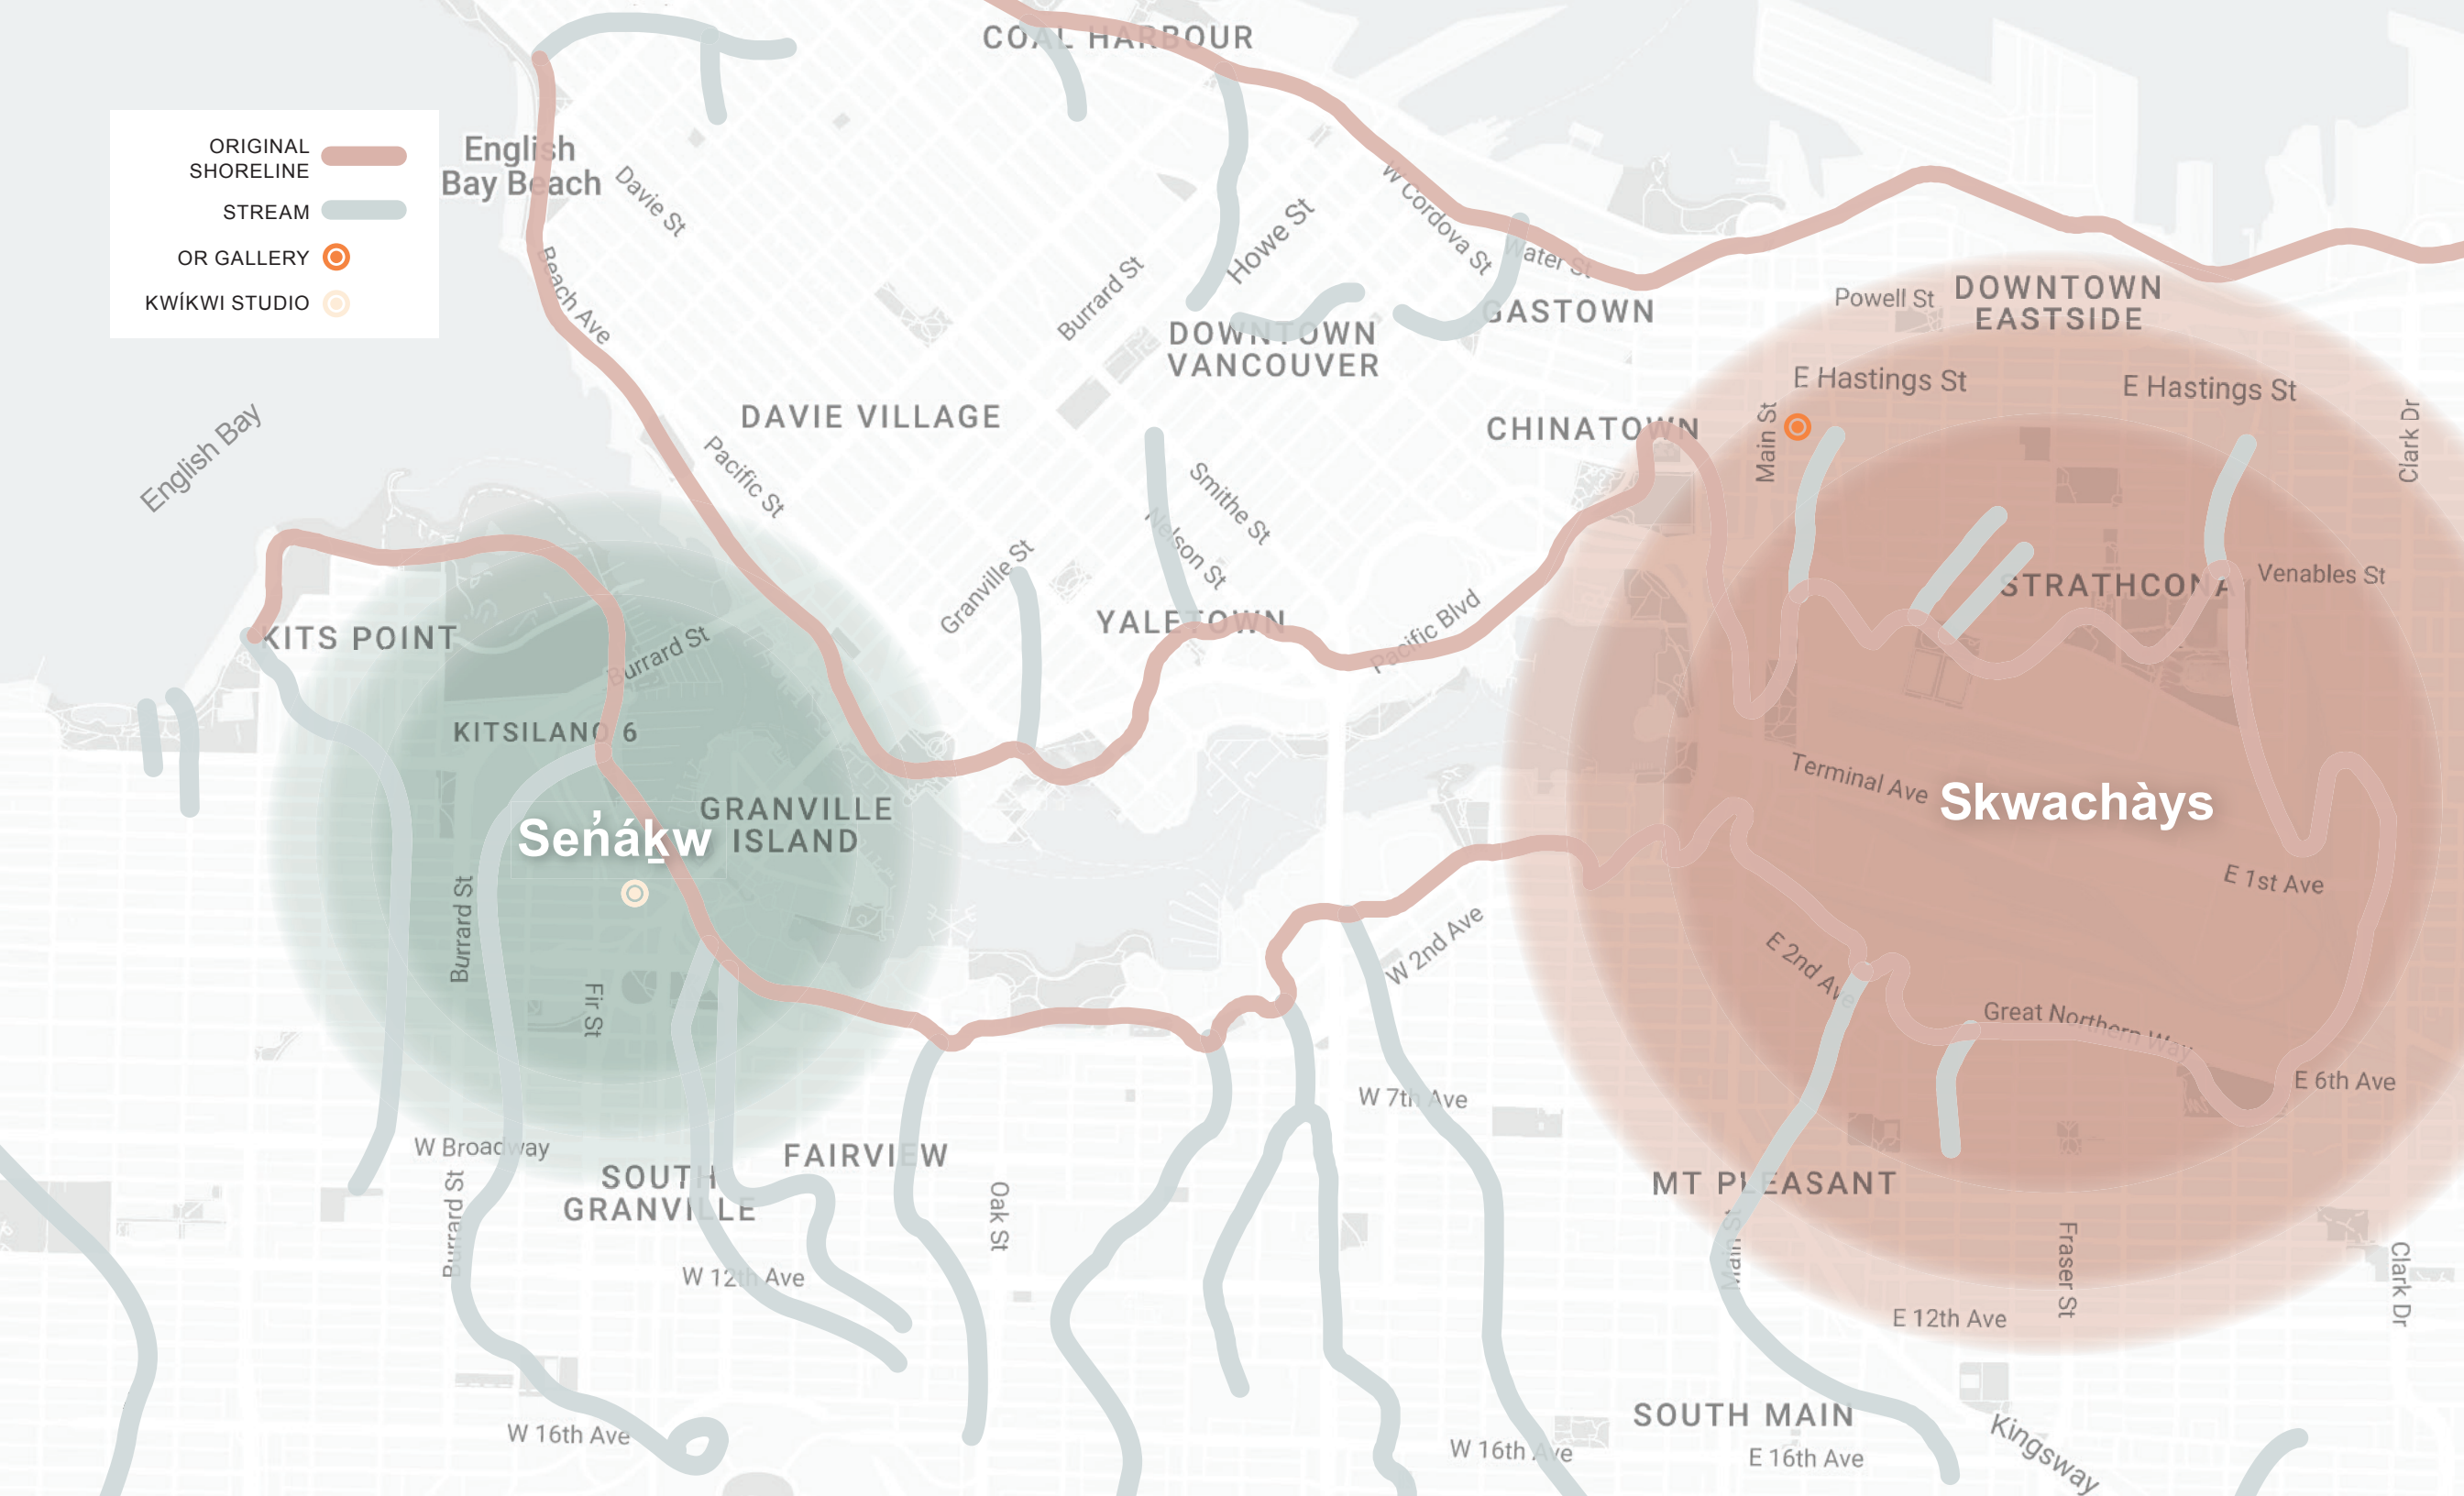 COAL HARBOUR
ORIGINAL
SHORELINE
STREAM
OR GALLERY
KWÍKWI STUDIO
English
Bay Beach
Davie St
Beach Ave
W Cordova St
Water St
Howe St
Burrard St
GASTOWN
DOWNTOWN
VANCOUVER
Powell St
DOWNTOWN
EASTSIDE
E Hastings St
E Hastings St
DAVIE VILLAGE
CHINATOWN
Main St
Clark Dr
English Bay
Pacific St
Smithe St
Nelson St
Granville St
YALETOWN
Pacific Blvd
STRATHCONA
Venables St
KITS POINT
Burrard St
KITSILANO 6
Terminal Ave
Skwachàys
GRANVILLE
ISLAND
Sen̓áḵw
Burrard St
Fir St
W 2nd Ave
E 2nd Ave
E 1st Ave
Great Northern Way
E 6th Ave
W 7th Ave
W Broadway
FAIRVIEW
SOUTH
GRANVILLE
Burrard St
Oak St
MT PLEASANT
Main St
Fraser St
Clark Dr
W 12th Ave
E 12th Ave
W 16th Ave
SOUTH MAIN
W 16th Ave
E 16th Ave
Kingsway